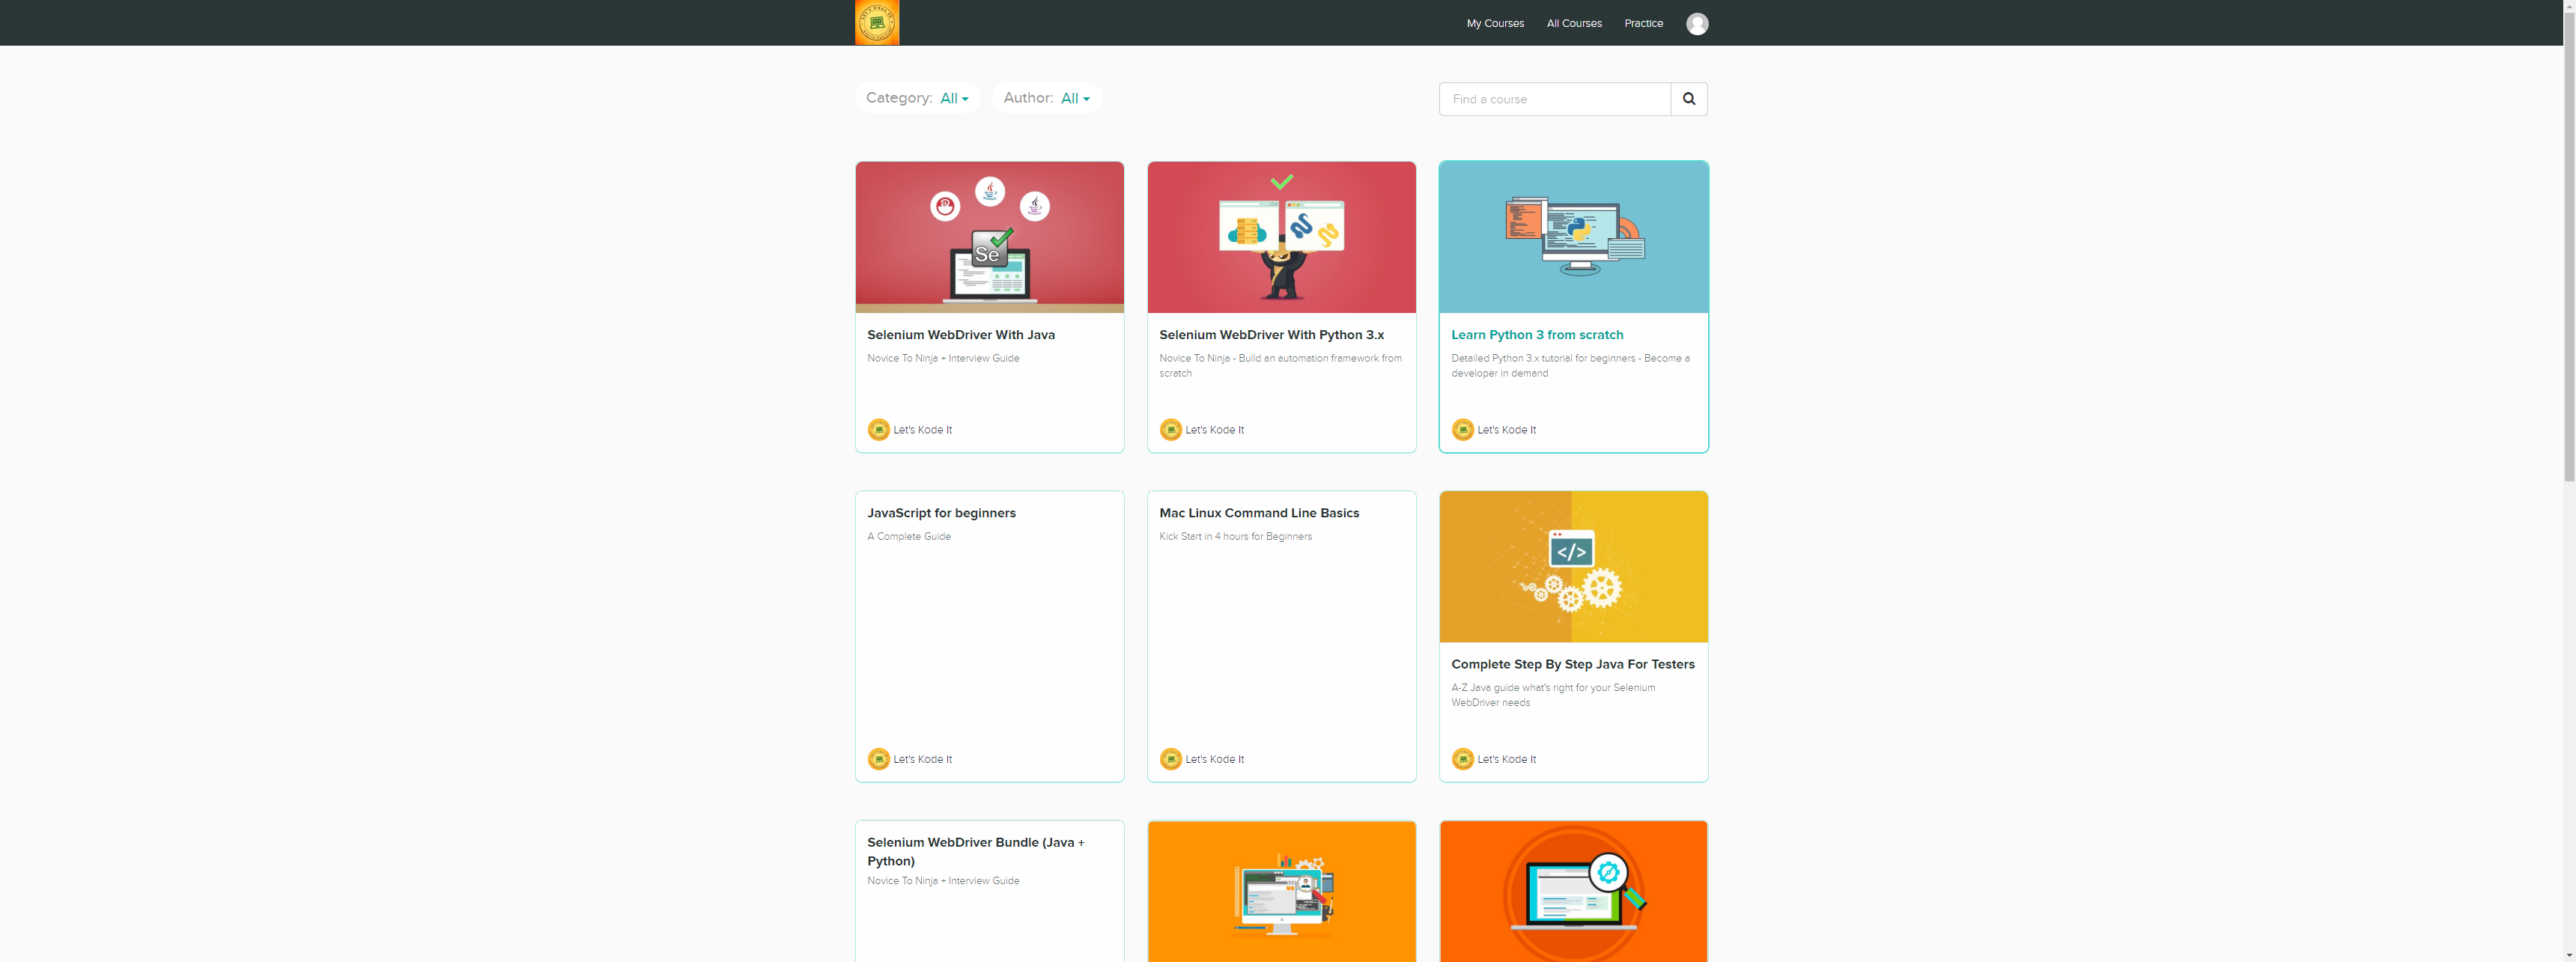 My Courses All Courses Practice
Category: All Author: All
Find a course
Se
Selenium WebDriver With Java
Novice To Ninja + Interview Guide
Let's Kode It
Selenium WebDriver With Python 3.x
Novice To Ninja - Build an automation framework from
scratch
Let's Kode It
Learn Python 3 from scratch
Detailed Python 3.x tutorial for beginners - Become a
developer in demand
Let's Kode It
JavaScript for beginners
A Complete Guide
Let's Kode It
Mac Linux Command Line Basics
Kick Start in 4 hours for Beginners
Let's Kode It
</>
Complete Step By Step Java For Testers
A-Z Java guide what's right for your Selenium
WebDriver needs
Let's Kode It
Selenium WebDriver Bundle (Java +
Python)
Novice To Ninja + Interview Guide